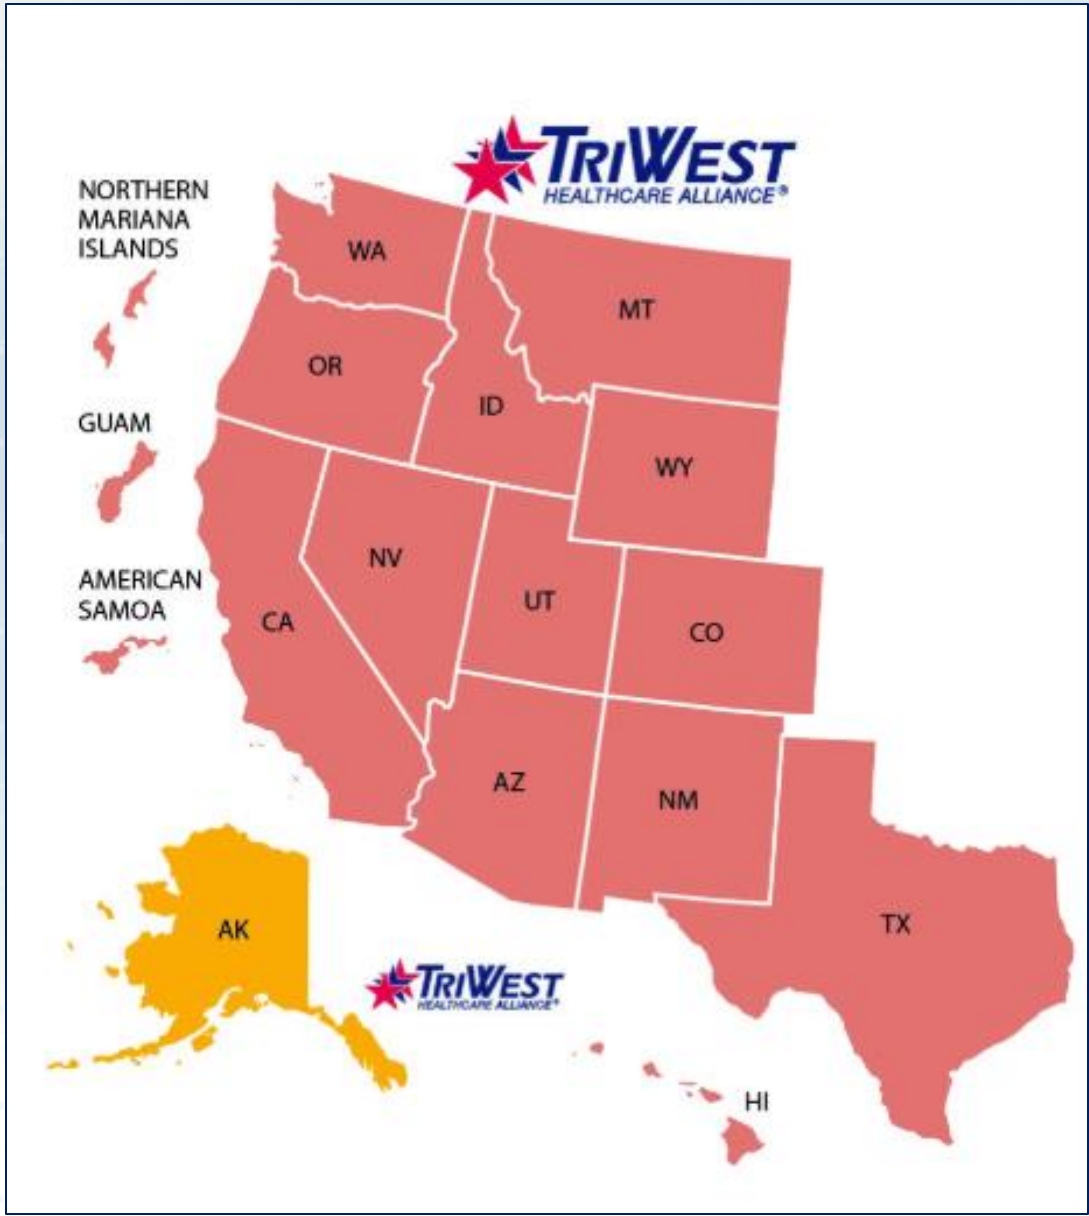 TRIWEST
HEALTHCARE ALLIANCE®
NORTHERN
MARIANA
ISLANDS
WA
MT
OR
ID
GUAM
WY
NV
AMERICAN
SAMOA
UT
CA
CO
AZ
NM
AK
TX
TRIWEST
HEALTHCARE ALLIANCE®
HI